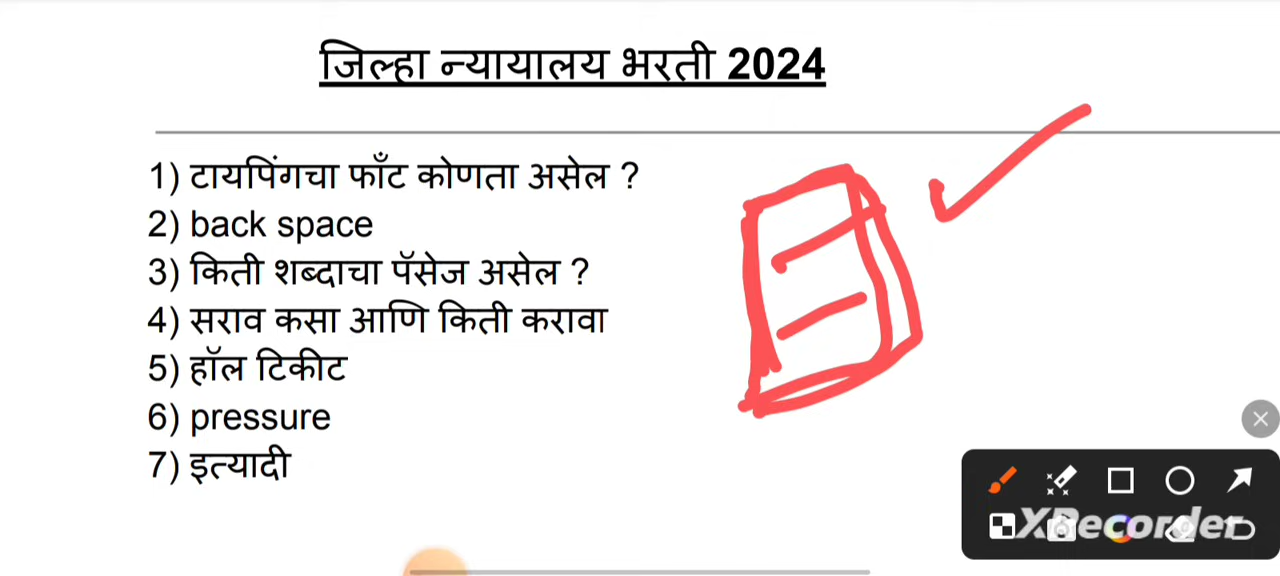 जिल्हा न्यायालय भरती 2024
1) टायपिंगचा फाँट कोणता असेल ?
2) back space
3) किती शब्दाचा पॅसेज असेल ?
4) सराव कसा आणि किती करावा
5) हॉल टिकीट
6) pressure
7) इत्यादी
XRecorder